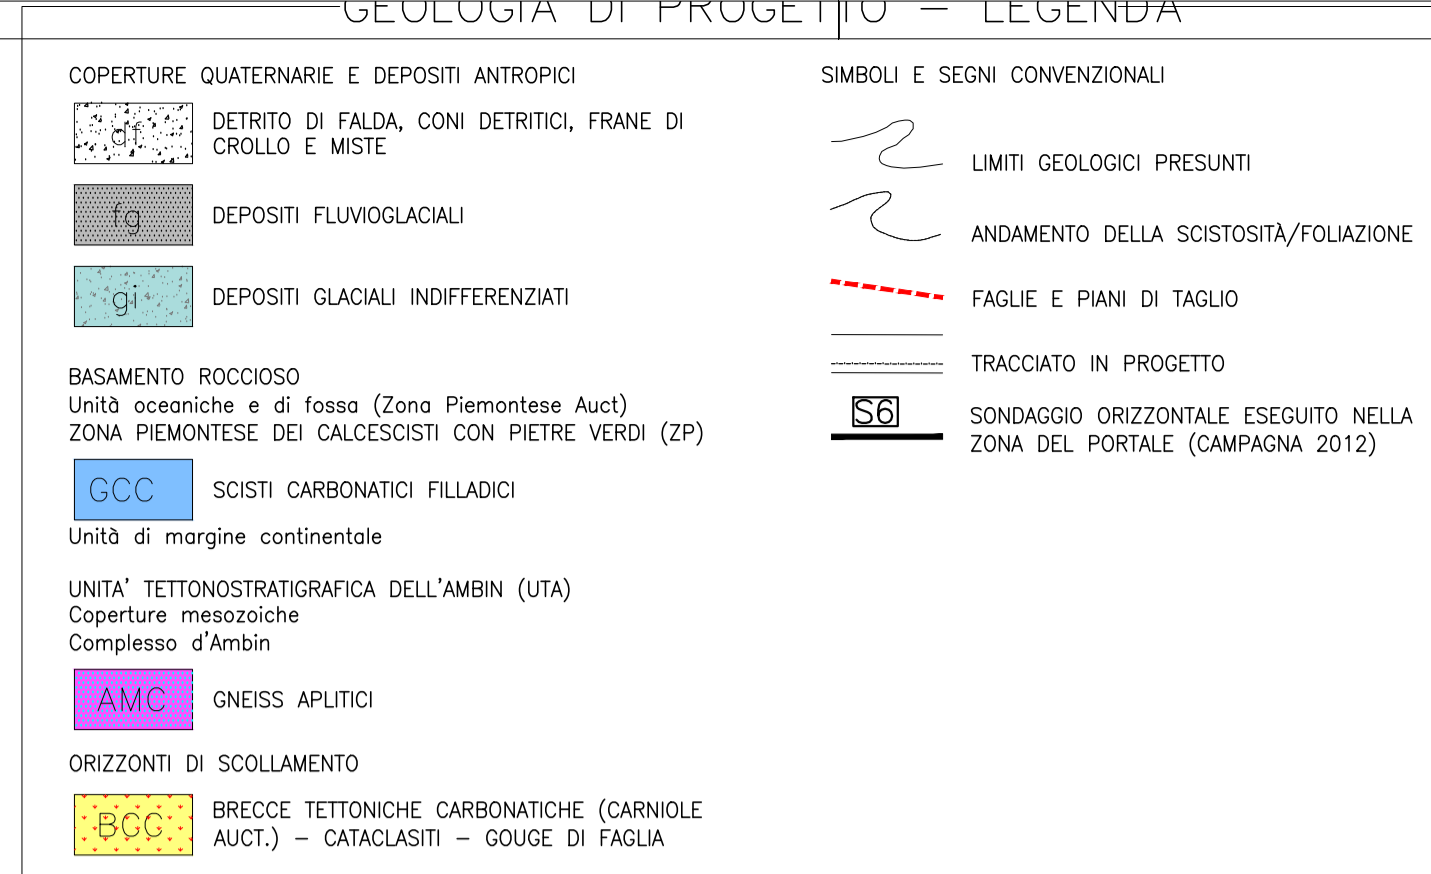 GEOLOGIA DI PROGETTO – LEGENDA
COPERTURE QUATERNARIE E DEPOSITI ANTROPICI
df
DETRITO DI FALDA, CONI DETRITICI, FRANE DI
CROLLO E MISTE
fg
DEPOSITI FLUVIOGLACIALI
gi
DEPOSITI GLACIALI INDIFFERENZIATI
BASAMENTO ROCCIOSO
Unità oceaniche e di fossa (Zona Piemontese Auct)
ZONA PIEMONTESE DEI CALCESCISTI CON PIETRE VERDI (ZP)
GCC
SCISTI CARBONATICI FILLADICI
Unità di margine continentale
UNITA' TETTONOSTRATIGRAFICA DELL'AMBIN (UTA)
Coperture mesozoiche
Complesso d'Ambin
AMC
GNEISS APLITICI
ORIZZONTI DI SCOLLAMENTO
BCC
BRECCE TETTONICHE CARBONATICHE (CARNIOLE
AUCT.) – CATACLASITI – GOUGE DI FAGLIA
SIMBOLI E SEGNI CONVENZIONALI
LIMITI GEOLOGICI PRESUNTI
ANDAMENTO DELLA SCISTOSITÀ/FOLIAZIONE
FAGLIE E PIANI DI TAGLIO
TRACCIATO IN PROGETTO
S6
SONDAGGIO ORIZZONTALE ESEGUITO NELLA
ZONA DEL PORTALE (CAMPAGNA 2012)